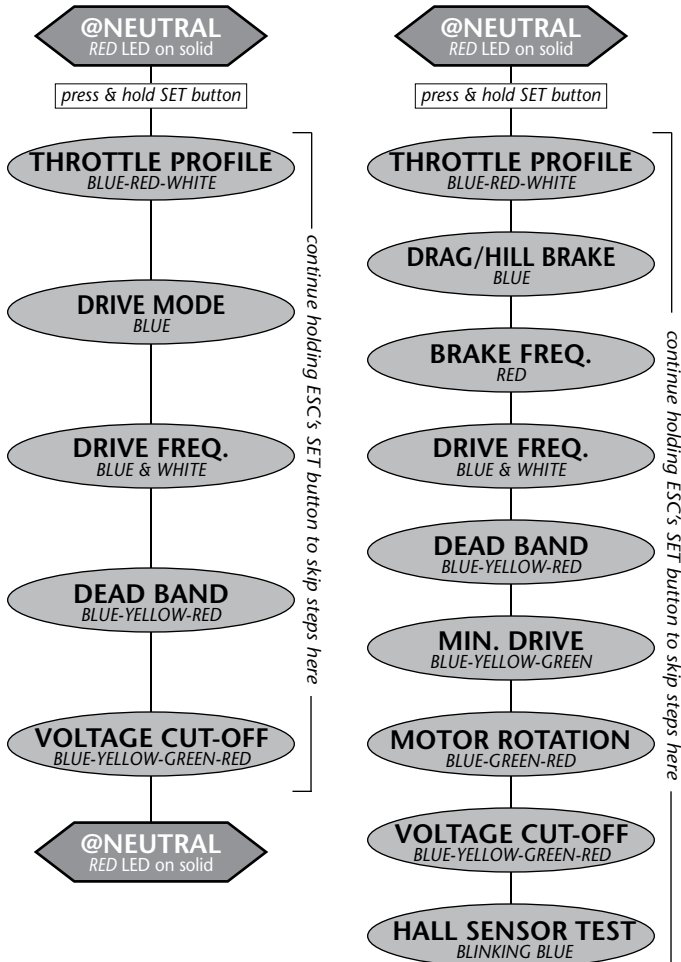 @NEUTRAL
RED LED on solid
press & hold SET button
THROTTLE PROFILE
BLUE-RED-WHITE
DRIVE MODE
BLUE
DRIVE FREQ.
BLUE & WHITE
DEAD BAND
BLUE-YELLOW-RED
VOLTAGE CUT-OFF
BLUE-YELLOW-GREEN-RED
@NEUTRAL
RED LED on solid
continue holding ESC's SET button to skip steps here
@NEUTRAL
RED LED on solid
press & hold SET button
THROTTLE PROFILE
BLUE-RED-WHITE
DRAG/HILL BRAKE
BLUE
BRAKE FREQ.
RED
DRIVE FREQ.
BLUE & WHITE
DEAD BAND
BLUE-YELLOW-RED
MIN. DRIVE
BLUE-YELLOW-GREEN
MOTOR ROTATION
BLUE-GREEN-RED
VOLTAGE CUT-OFF
BLUE-YELLOW-GREEN-RED
HALL SENSOR TEST
BLINKING BLUE
continue holding ESC's SET button to skip steps here